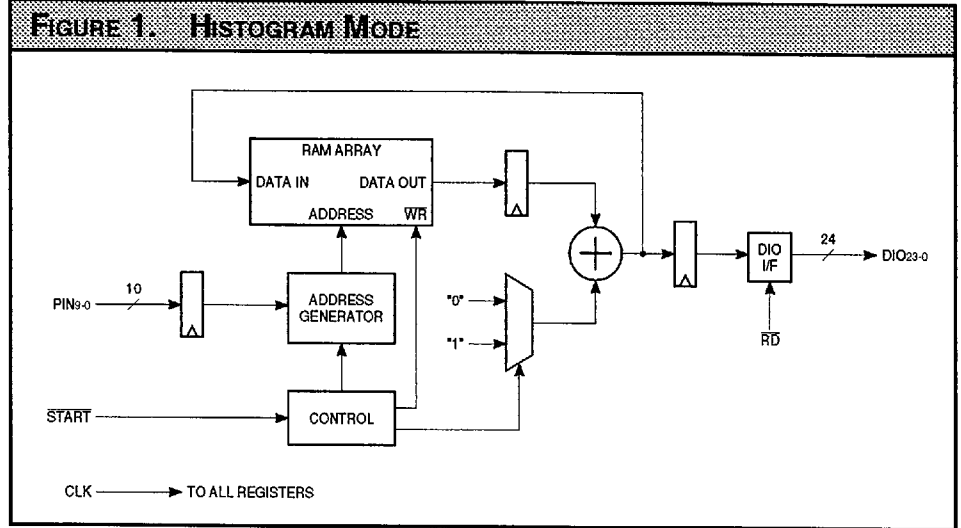 FIGURE 1. HISTOGRAM MODE
RAM ARRAY
DATA IN DATA OUT
ADDRESS WR
PIN9-0
10
ADDRESS
GENERATOR
"0"
"1"
24
DIO
I/F
DIO23-0
RD
START
CONTROL
CLK TO ALL REGISTERS